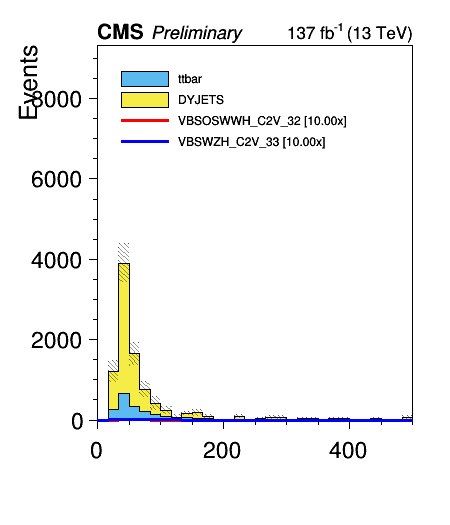 CMS Preliminary 137 fb⁻¹ (13 TeV)
Events
ttbar
DYJETS
VBSOSWWH_C2V_32 [10.00x]
VBSWZH_C2V_33 [10.00x]
8000
6000
4000
2000
0
0 200 400